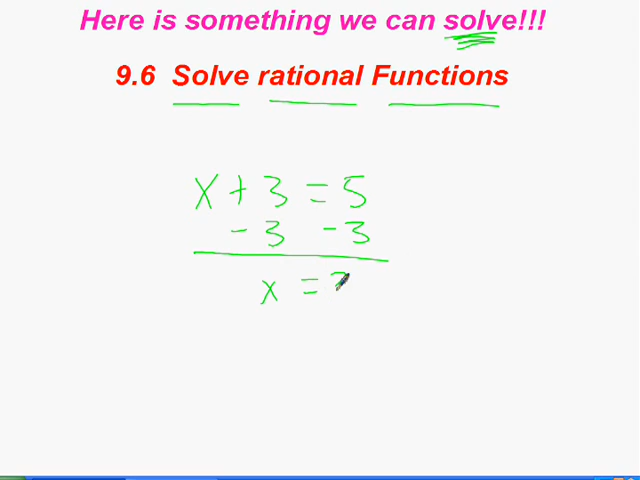 Here is something we can solve!!!
9.6 Solve rational Functions
x + 3 = 5
- 3 - 3
x =